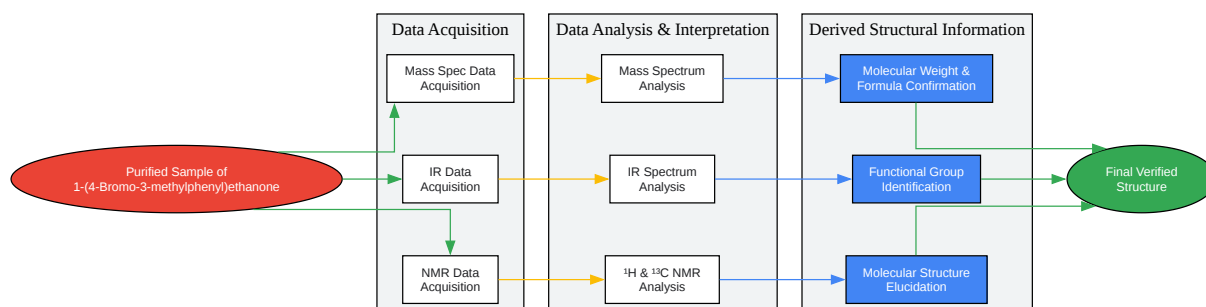 Data Acquisition
Data Analysis & Interpretation
Derived Structural Information
Mass Spec Data
Acquisition
Mass Spectrum
Analysis
Molecular Weight &
Formula Confirmation
Purified Sample of
1-(4-Bromo-3-methylphenyl)ethanone
IR Data
Acquisition
IR Spectrum
Analysis
Functional Group
Identification
Final Verified
Structure
NMR Data
Acquisition
¹H & ¹³C NMR
Analysis
Molecular Structure
Elucidation